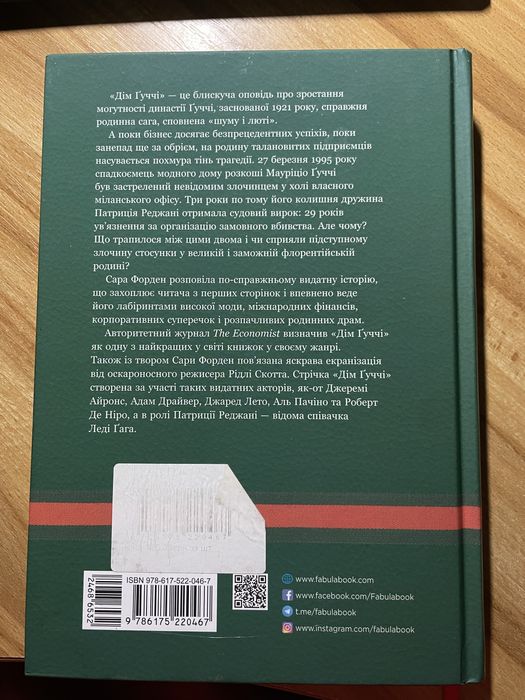 «Дім Ґуччі» — це блискуча оповідь про зростання
могутності династії Ґуччі, заснованої 1921 року, справжня
родинна сага, сповнена «шуму і люті».
А поки бізнес досягає безпрецедентних успіхів, поки
занепад ще за обрієм, на родину талановитих підприємців
насувається похмура тінь трагедії. 27 березня 1995 року
спадкоємець модного дому розкоші Мауріціо Ґуччі
був застрелений невідомим злочинцем у холі власного
міланського офісу. Три роки по тому його колишня дружина
Патриція Реджані отримала судовий вирок: 29 років
ув'язнення за організацію замовного вбивства. Але чому?
Що трапилося між цими двома і чи сприяли підступному
злочину стосунки у великій і заможній флорентійській
родині?
Сара Форден розповіла по-справжньому видатну історію,
що захоплює читача з перших сторінок і впевнено веде
його лабіринтами високої моди, міжнародних фінансів,
корпоративних суперечок і розпачливих родинних драм.
Авторитетний журнал The Economist визначив «Дім Ґуччі»
як одну з найкращих у світі книжок у своєму жанрі.
Також із твором Сари Форден пов'язана яскрава екранізація
від оскароносного режисера Рідлі Скотта. Стрічка «Дім Ґуччі»
створена за участі таких видатних акторів, як-от Джеремі
Айронс, Адам Драйвер, Джаред Лето, Аль Пачіно та Роберт
Де Ніро, а в ролі Патриції Реджані — відома співачка
Леді Ґаґа.
ISBN 978-617-522-046-7
9 786175 220467
2468 6532
www.fabulabook.com
www.facebook.com/Fabulabook
t.me/fabulabook
www.instagram.com/fabulabook